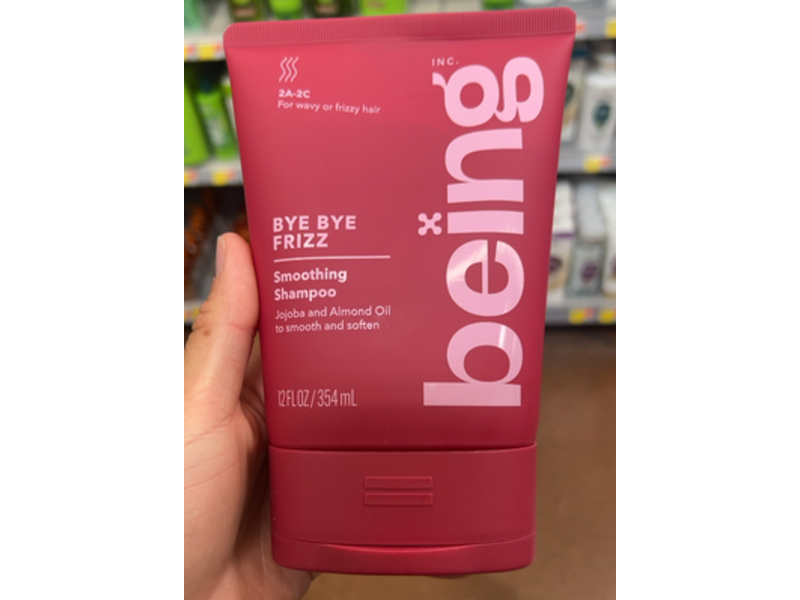 INC.
being
2A-2C
For wavy or frizzy hair
BYE BYE
FRIZZ
Smoothing
Shampoo
Jojoba and Almond Oil
to smooth and soften
12 FL OZ / 354 mL